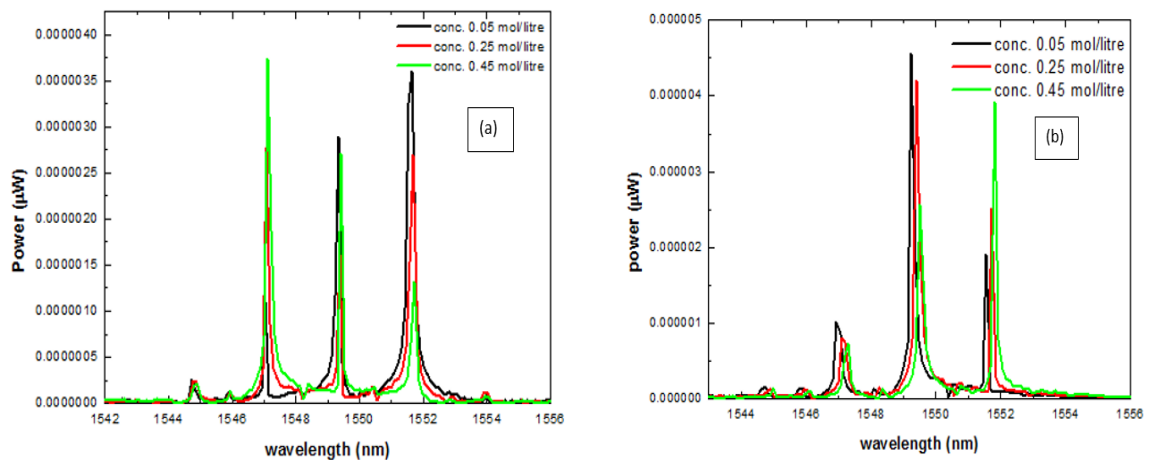 0.0000040
0.0000035
0.0000030
0.0000025
0.0000020
0.0000015
0.0000010
0.0000005
0.0000000
Power (µW)
1542 1544 1546 1548 1550 1552 1554 1556
wavelength (nm)
conc. 0.05 mol/litre
conc. 0.25 mol/litre
conc. 0.45 mol/litre
(a)
0.000005
0.000004
0.000003
0.000002
0.000001
0.000000
power (µW)
1544 1546 1548 1550 1552 1554 1556
wavelength (nm)
conc. 0.05 mol/litre
conc. 0.25 mol/litre
conc. 0.45 mol/litre
(b)